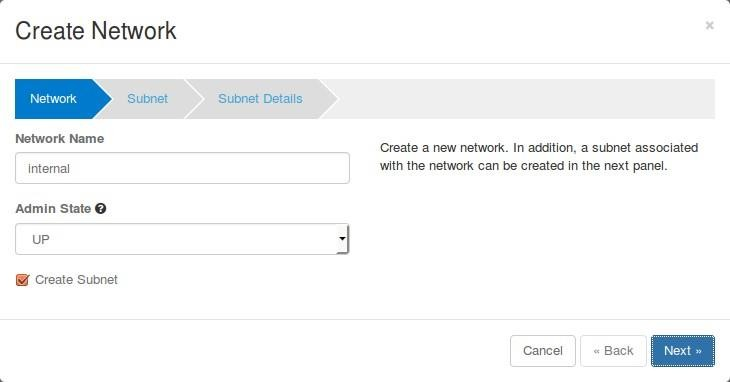 Create Network
×
Network
Subnet
Subnet Details
Network Name
internal
Create a new network. In addition, a subnet associated
with the network can be created in the next panel.
Admin State
UP
Create Subnet
Cancel
« Back
Next »